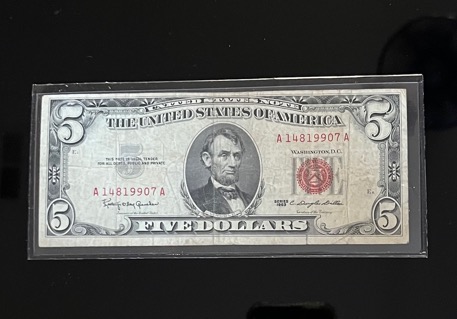 5 UNITED STATES NOTE 5
THE UNITED STATES OF AMERICA
A 14819907 A
THIS NOTE IS LEGAL TENDER
FOR ALL DEBTS, PUBLIC AND PRIVATE
WASHINGTON, D.C.
A 14819907 A
SERIES
1963
5 FIVE DOLLARS 5